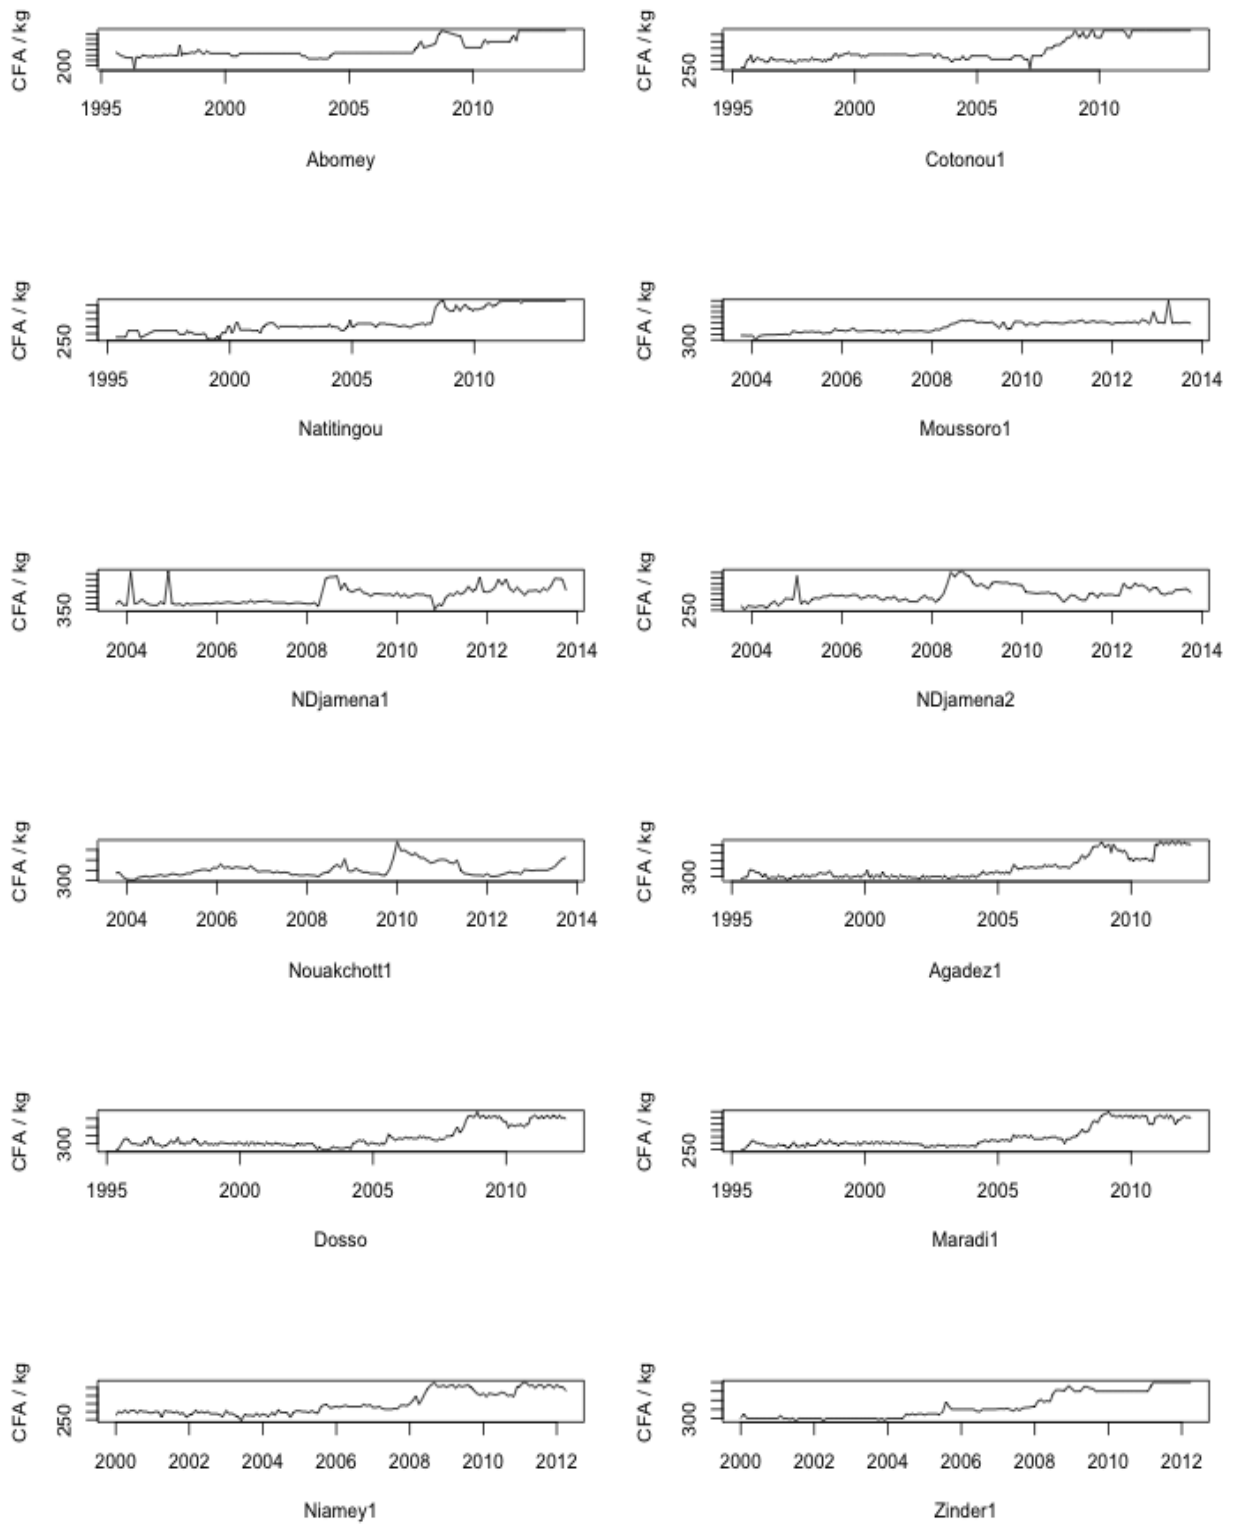 CFA / kg
200
1995 2000 2005 2010
Abomey
CFA / kg
250
1995 2000 2005 2010
Cotonou1
CFA / kg
250
1995 2000 2005 2010
Natitingou
CFA / kg
300
2004 2006 2008 2010 2012 2014
Moussoro1
CFA / kg
350
2004 2006 2008 2010 2012 2014
NDjamena1
CFA / kg
250
2004 2006 2008 2010 2012 2014
NDjamena2
CFA / kg
300
2004 2006 2008 2010 2012 2014
Nouakchott1
CFA / kg
300
1995 2000 2005 2010
Agadez1
CFA / kg
300
1995 2000 2005 2010
Dosso
CFA / kg
250
1995 2000 2005 2010
Maradi1
CFA / kg
250
2000 2002 2004 2006 2008 2010 2012
Niamey1
CFA / kg
300
2000 2002 2004 2006 2008 2010 2012
Zinder1